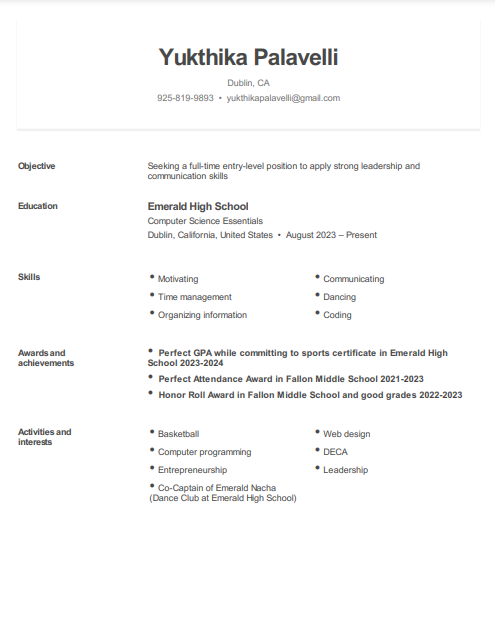 Yukthika Palavelli
Dublin, CA
925-819-9893 • yukthikapalavelli@gmail.com
Objective
Seeking a full-time entry-level position to apply strong leadership and
communication skills
Education
Emerald High School
Computer Science Essentials
Dublin, California, United States • August 2023 – Present
Skills
• Motivating
• Time management
• Organizing information
• Communicating
• Dancing
• Coding
Awards and
achievements
• Perfect GPA while committing to sports certificate in Emerald High
School 2023-2024
• Perfect Attendance Award in Fallon Middle School 2021-2023
• Honor Roll Award in Fallon Middle School and good grades 2022-2023
Activities and
interests
• Basketball
• Computer programming
• Entrepreneurship
• Co-Captain of Emerald Nacha
(Dance Club at Emerald High School)
• Web design
• DECA
• Leadership